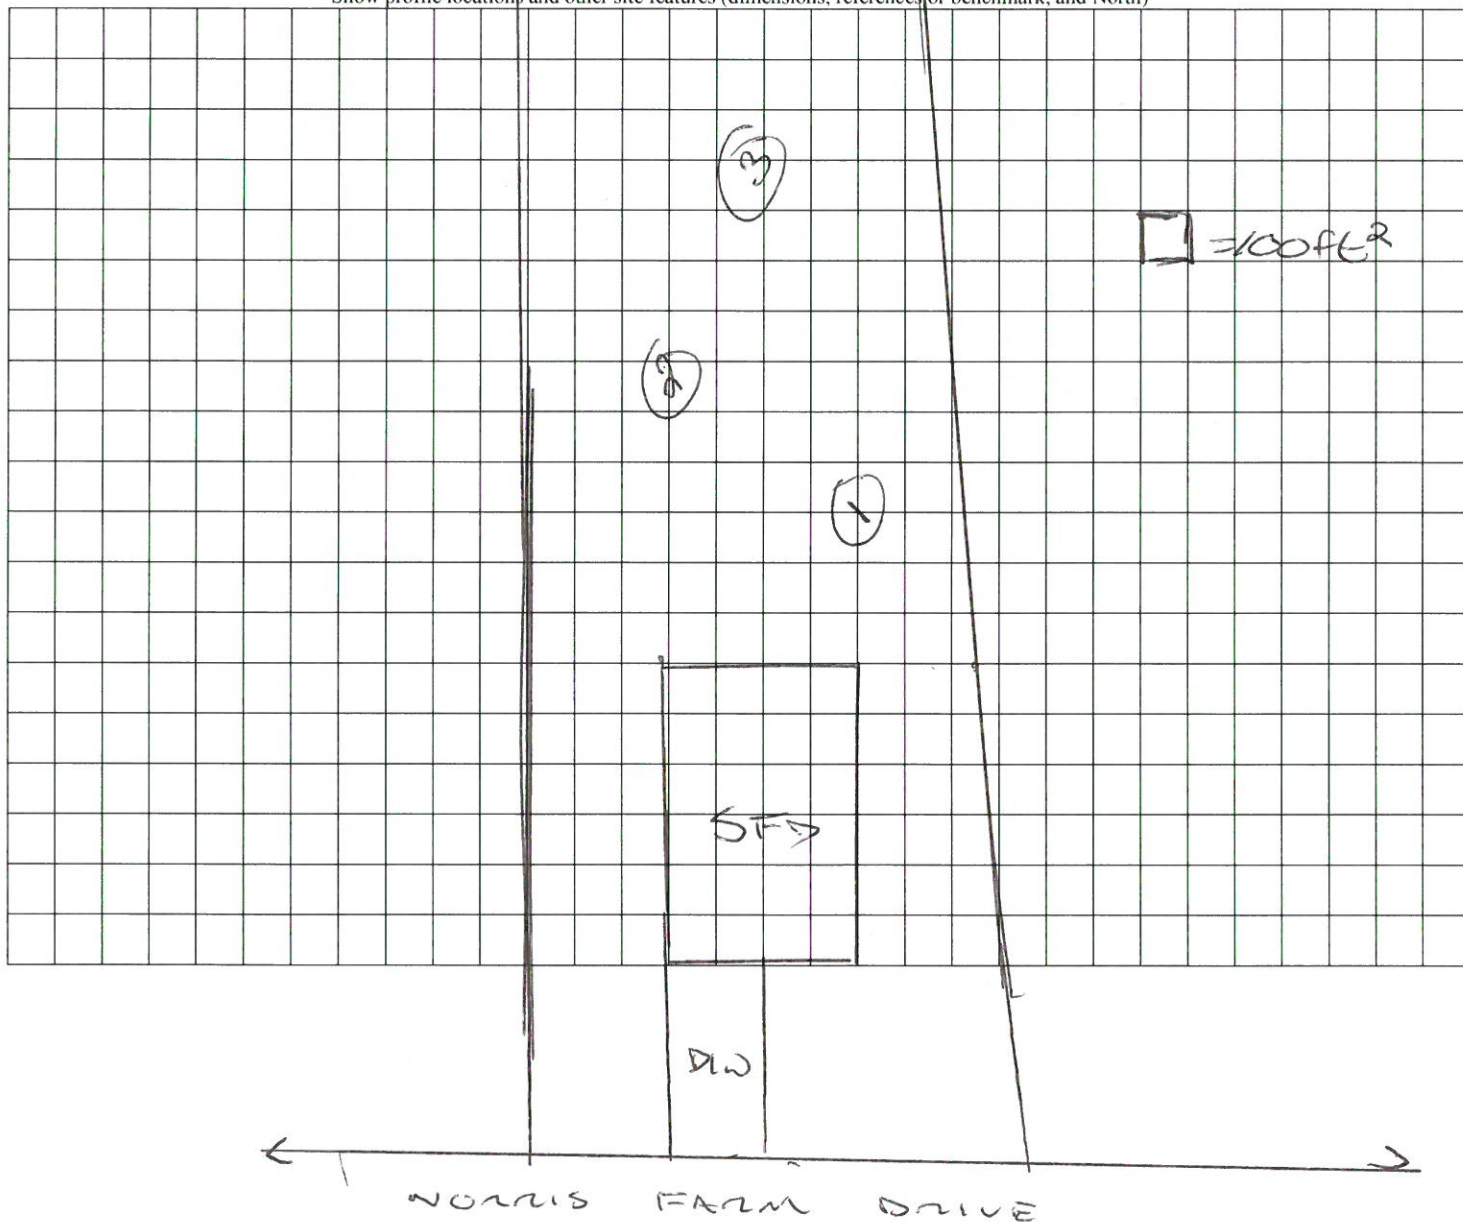 Show profile locations and other site features (dimensions, references or benchmark, and North)
3
=100ft²
2
1
SFD
DW
NORRIS FARM DRIVE